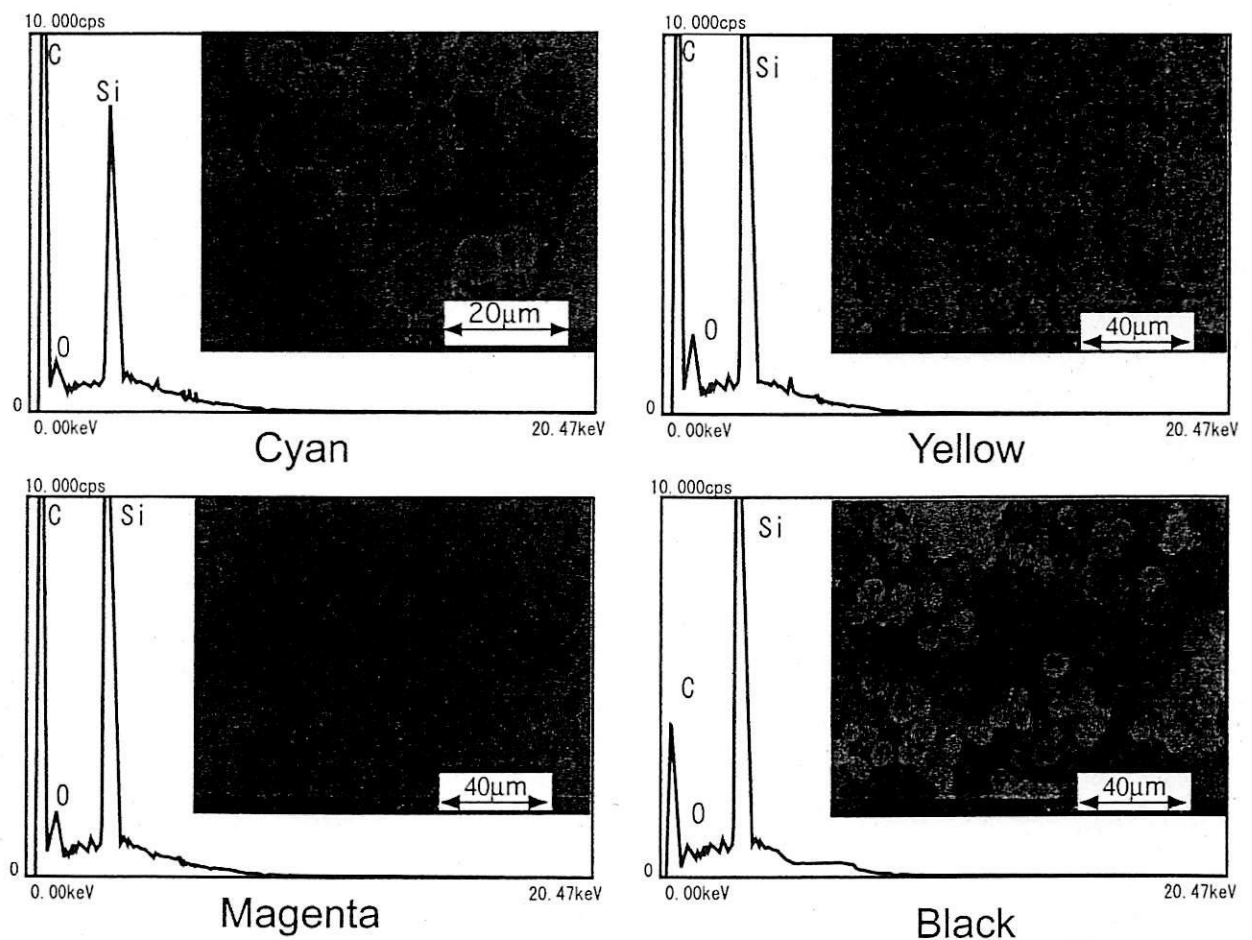 10.000cps
C
Si
O
20μm
0
0.00keV
20.47keV
Cyan
10.000cps
C
Si
O
40μm
0
0.00keV
20.47keV
Yellow
10.000cps
C
Si
O
40μm
0
0.00keV
20.47keV
Magenta
10.000cps
Si
C
O
40μm
0
0.00keV
20.47keV
Black